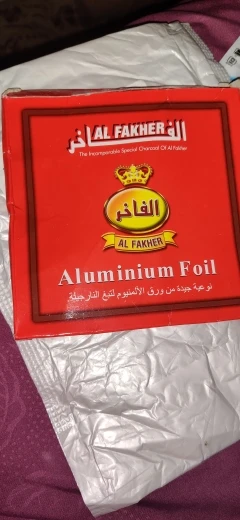 AL FAKHER الفاخر
The Incomparable Special Charcoal Of Al Fakher
الفاخر
AL FAKHER
Aluminium Foil
نوعية جيدة من ورق الألمنيوم لتبغ النارجيلة